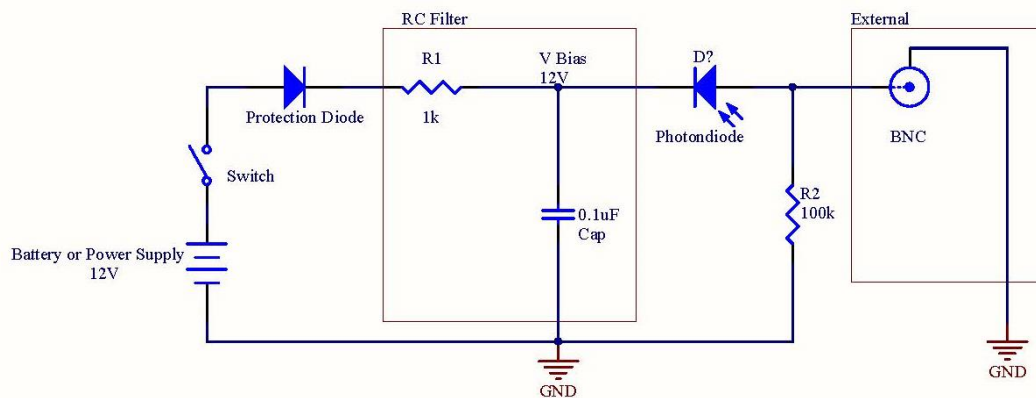 RC Filter
External
R1
V Bias
12V
D?
Protection Diode
1k
Photondiode
BNC
Switch
R2
100k
0.1uF
Cap
Battery or Power Supply
12V
GND
GND